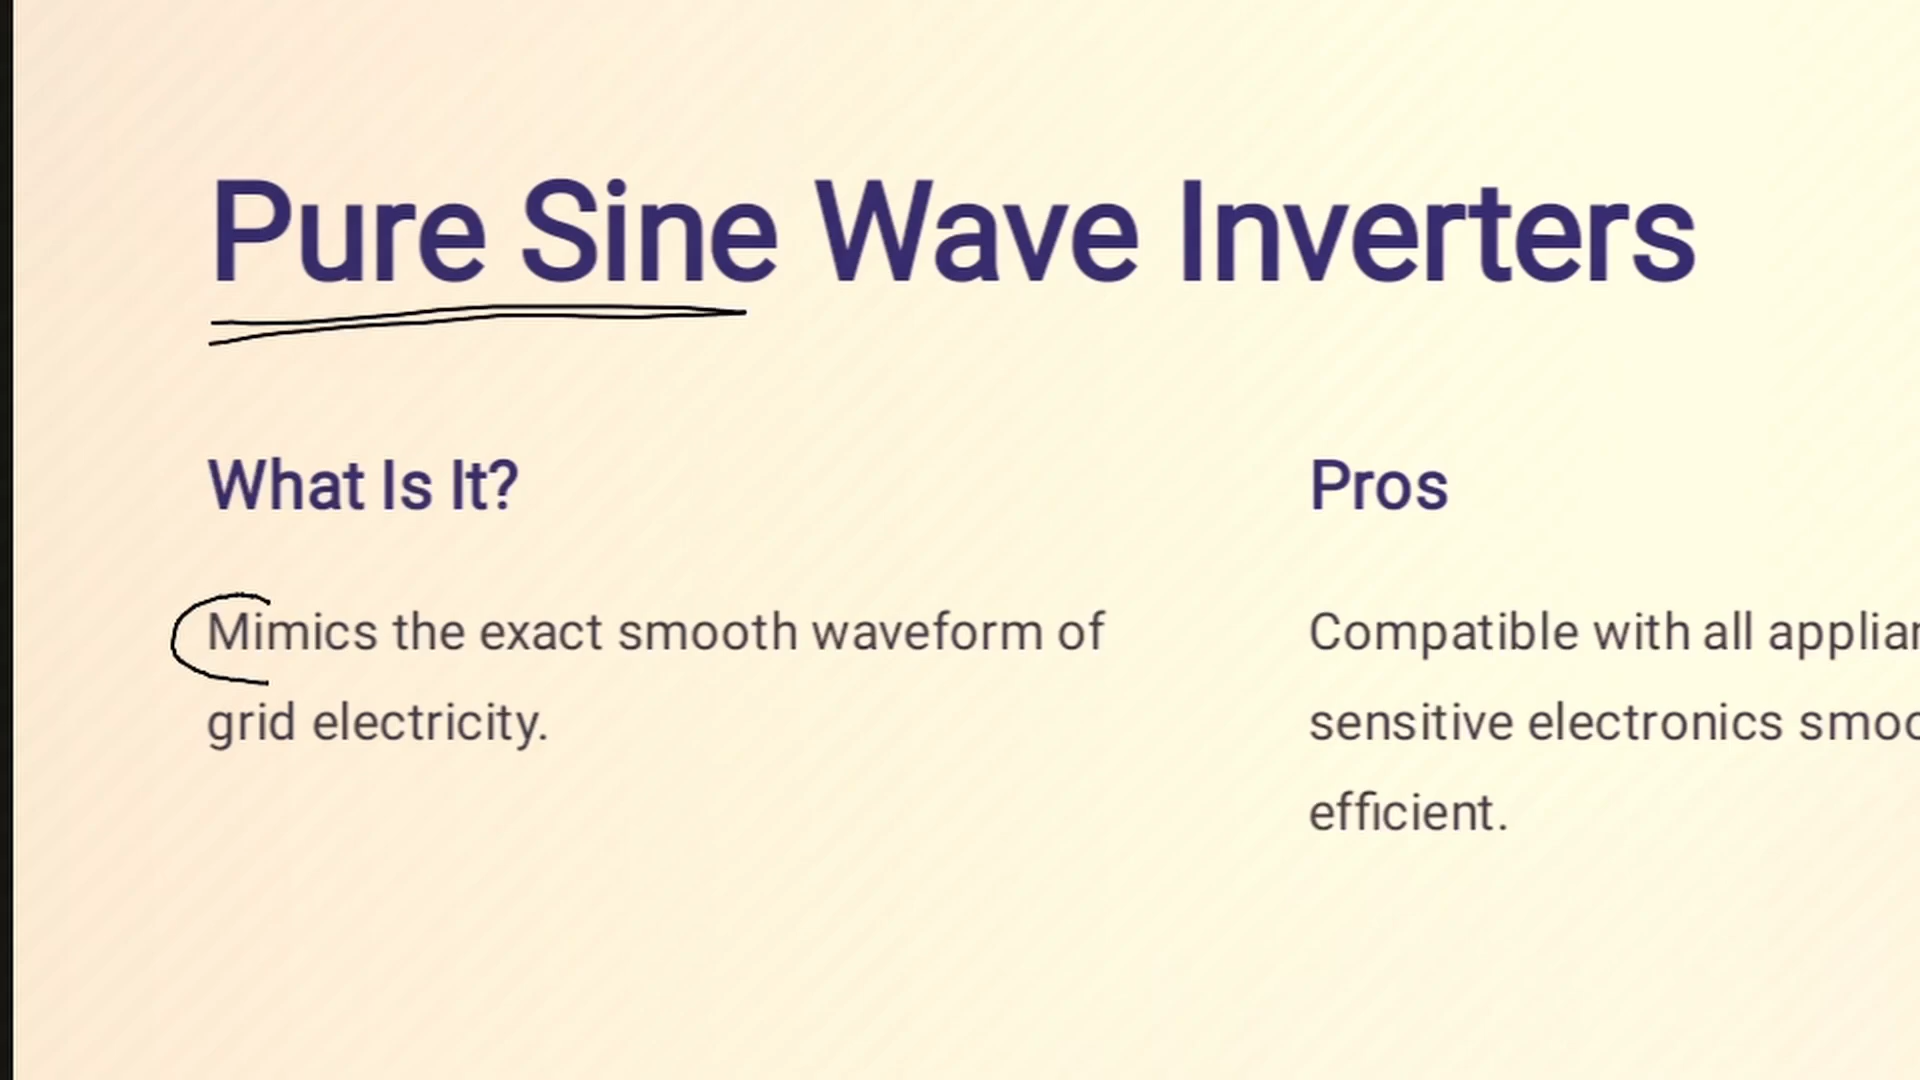 Pure Sine Wave Inverters
What Is It?
Mimics the exact smooth waveform of
grid electricity.
Pros
Compatible with all
sensitive electronics
efficient.